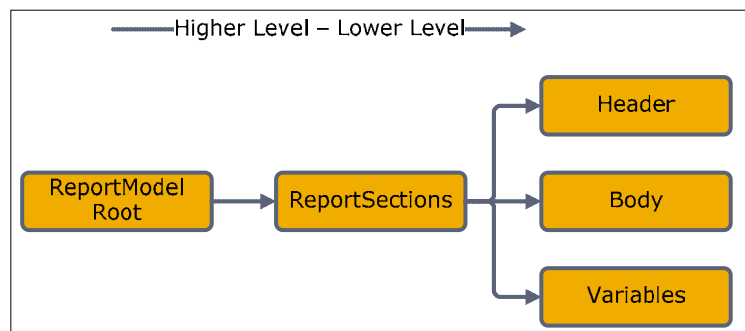 Higher Level – Lower Level
Header
ReportModel
Root
ReportSections
Body
Variables